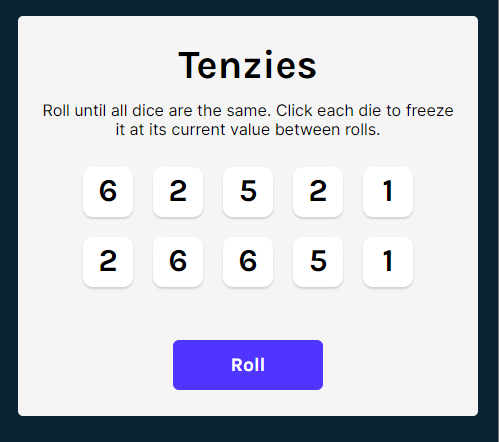 Tenzies
Roll until all dice are the same. Click each die to freeze
it at its current value between rolls.
6 2 5 2 1
2 6 6 5 1
Roll